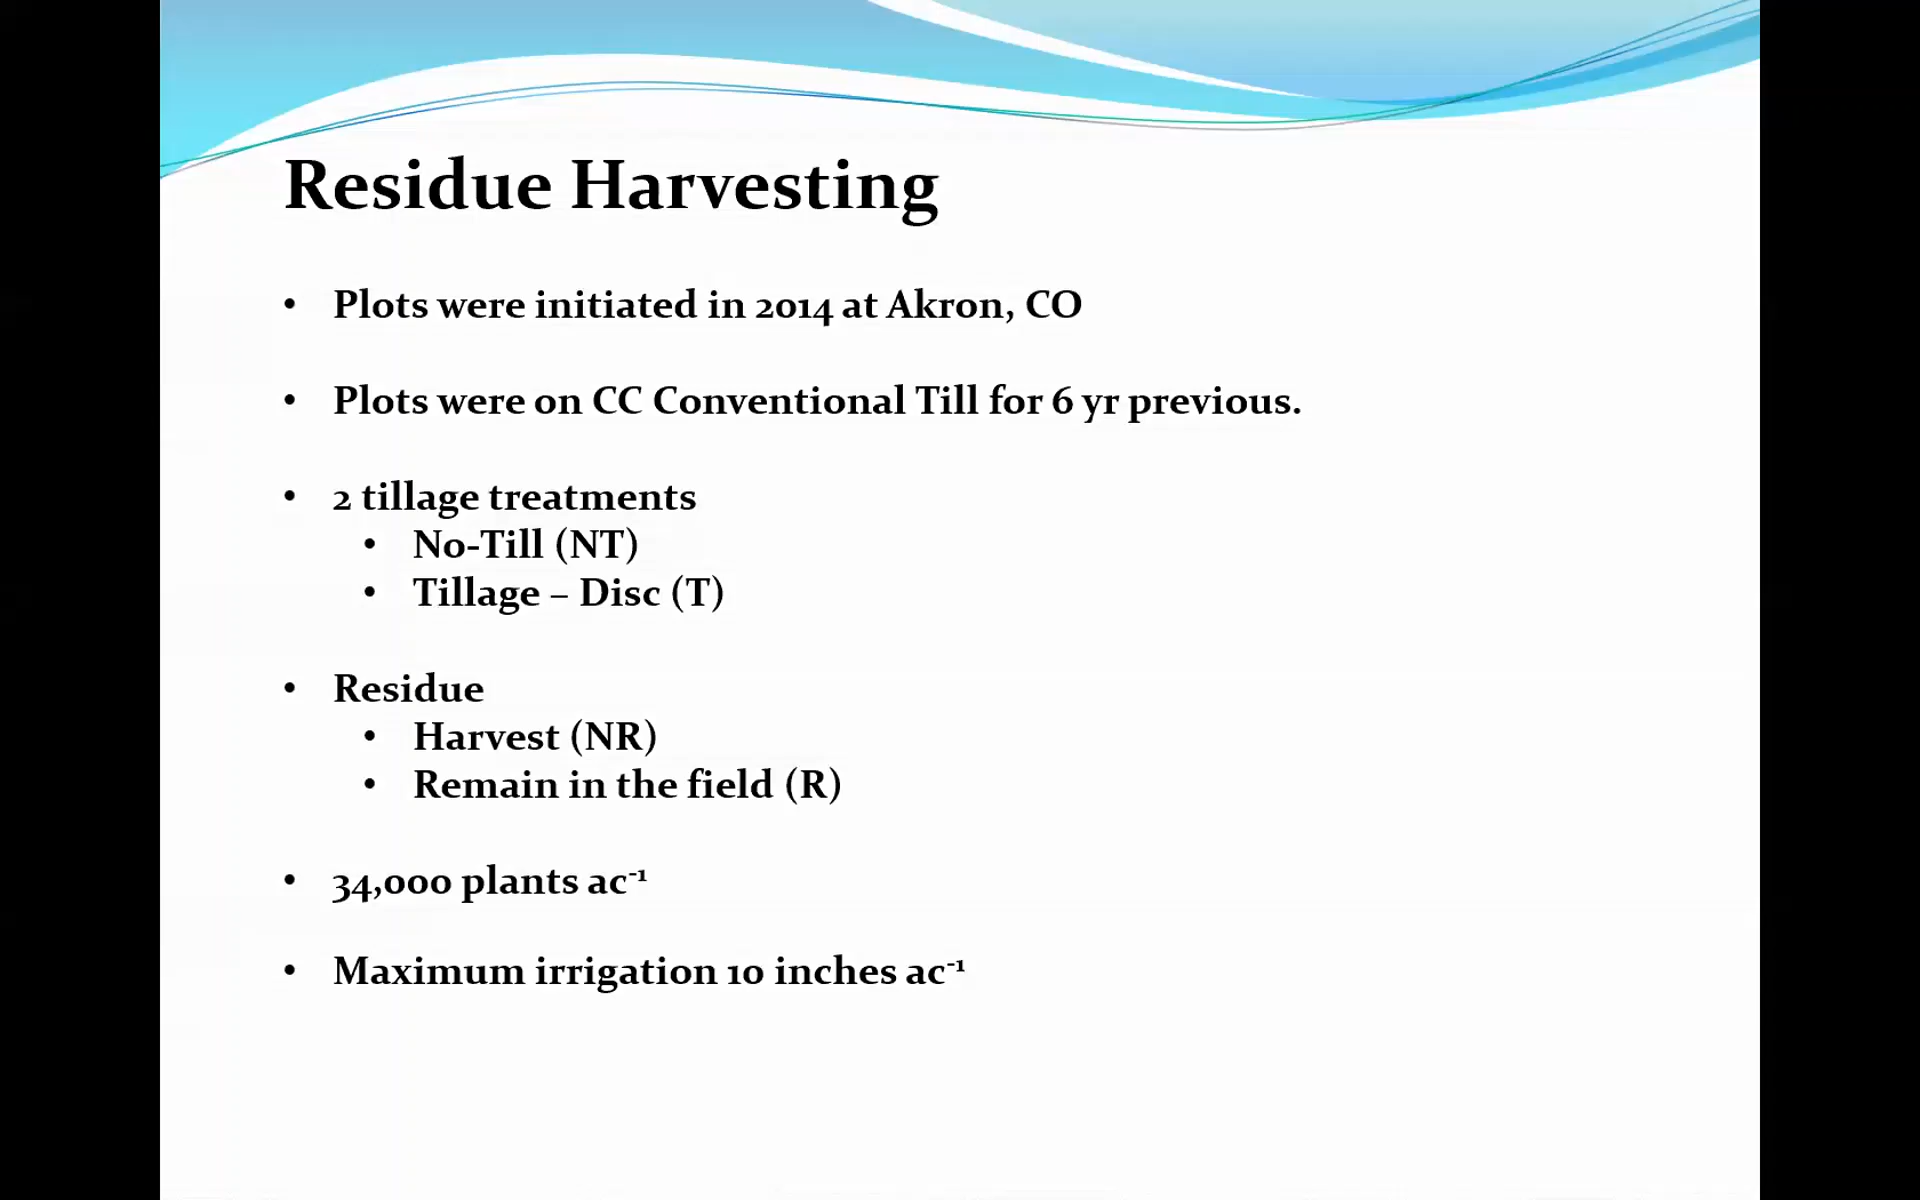 Residue Harvesting
• Plots were initiated in 2014 at Akron, CO
• Plots were on CC Conventional Till for 6 yr previous.
• 2 tillage treatments
• No-Till (NT)
• Tillage – Disc (T)
• Residue
• Harvest (NR)
• Remain in the field (R)
• 34,000 plants ac⁻¹
• Maximum irrigation 10 inches ac⁻¹